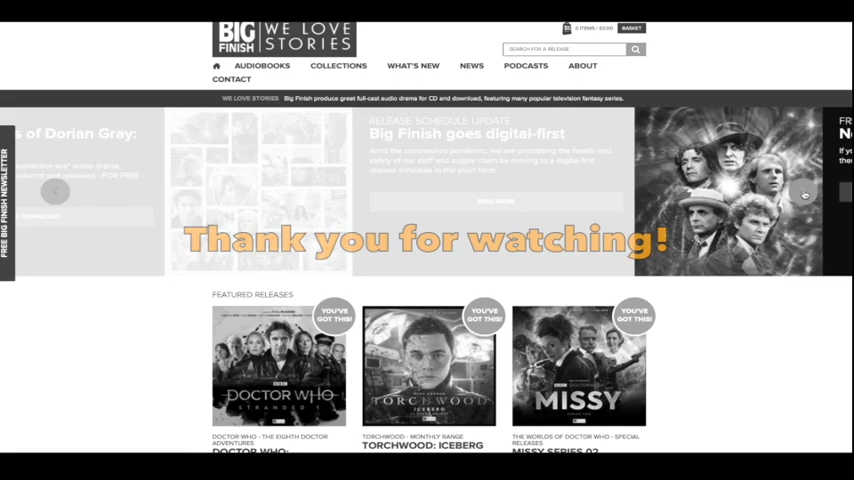 BIG
FINISH
WE LOVE
STORIES
0 ITEMS / £0.00
BASKET
SEARCH FOR A RELEASE
AUDIOBOOKS COLLECTIONS WHAT'S NEW NEWS PODCASTS ABOUT
CONTACT
WE LOVE STORIES Big Finish produce great full-cast audio drama for CD and download, featuring many popular television fantasy series.
FREE BIG FINISH NEWSLETTER
s of Dorian Gray:
RELEASE SCHEDULE UPDATE
Big Finish goes digital-first
Amid the coronavirus pandemic, we are prioritising the health and
safety of our staff and supply chain by moving to a digital-first
release schedule in the short term
READ MORE
Thank you for watching!
FEATURED RELEASES
YOU'VE
GOT THIS!
YOU'VE
GOT THIS!
YOU'VE
GOT THIS!
BBC
DOCTOR WHO
STRANDED 1
TORCHWOOD
ICEBERG
MISSY
DOCTOR WHO - THE EIGHTH DOCTOR
ADVENTURES
DOCTOR WHO:
TORCHWOOD - MONTHLY RANGE
TORCHWOOD: ICEBERG
THE WORLDS OF DOCTOR WHO - SPECIAL
RELEASES
MISSY SERIES 02